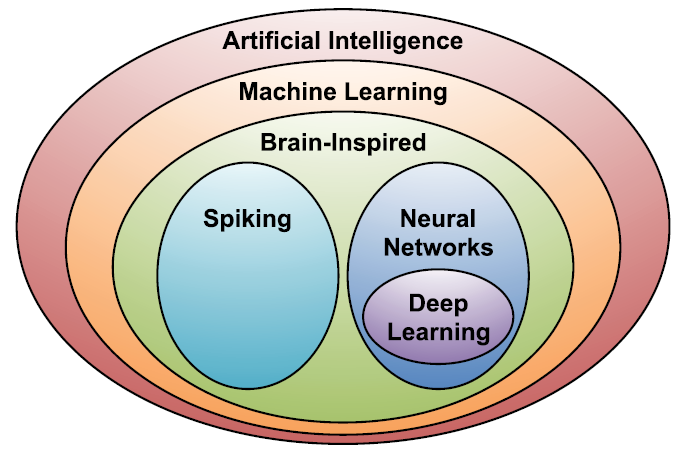 Artificial Intelligence
Machine Learning
Brain-Inspired
Spiking
Neural
Networks
Deep
Learning